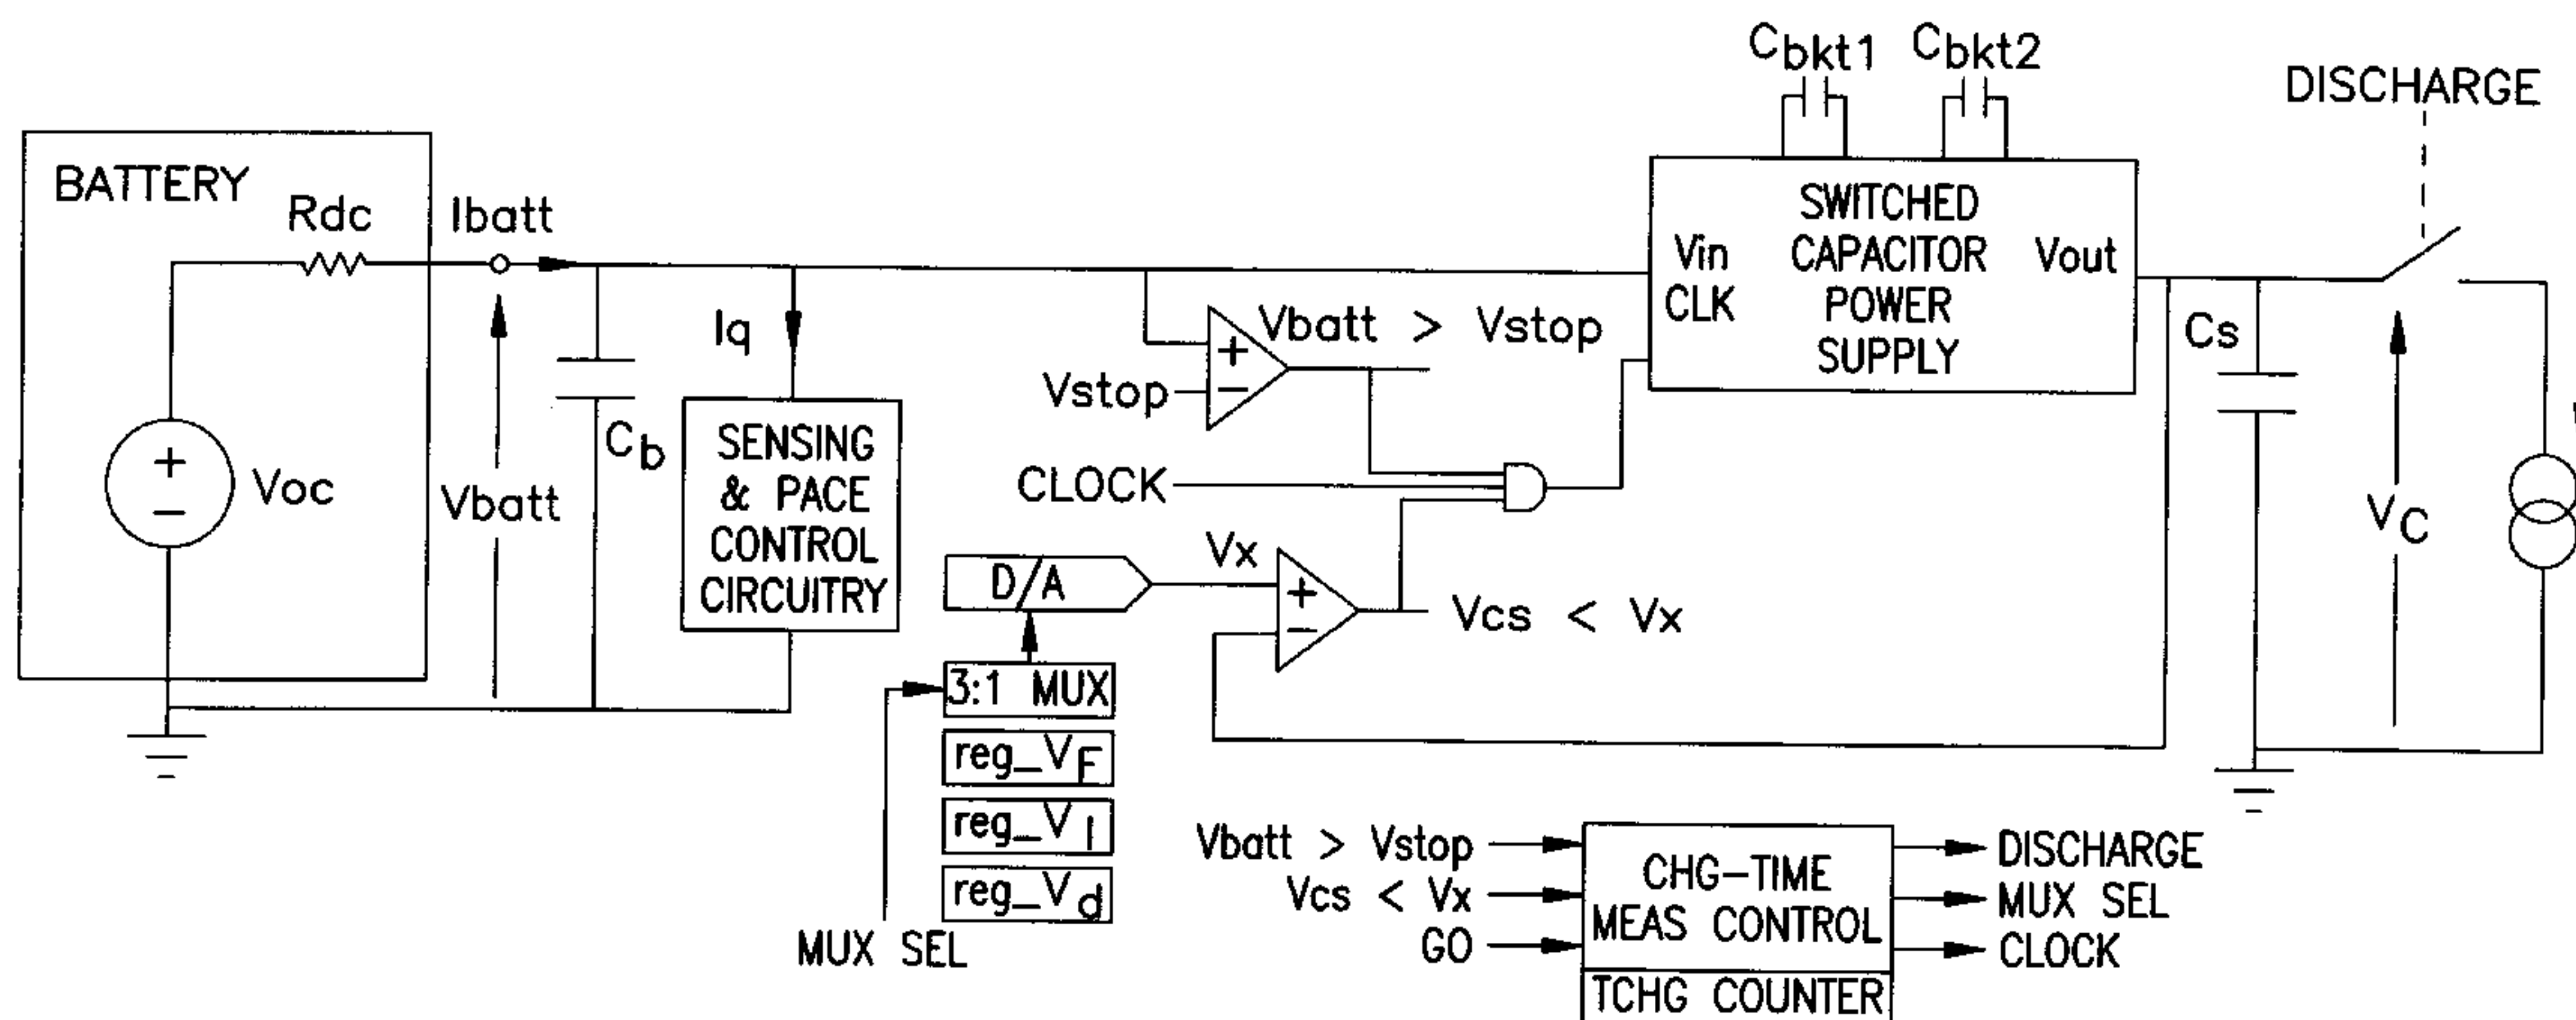 Cbkt1 Cbkt2
DISCHARGE
BATTERY
Rdc
Ibatt
Voc
Vbatt
Cb
Iq
SENSING
& PACE
CONTROL
CIRCUITRY
Vstop
+
−
Vbatt > Vstop
CLOCK
Vin
CLK
SWITCHED
CAPACITOR
POWER
SUPPLY
Vout
Cs
VC
D/A
Vx
+
−
Vcs < Vx
3:1 MUX
reg_VF
reg_VI
reg_Vd
MUX SEL
+
−
Vbatt > Vstop
Vcs < Vx
GO
CHG-TIME
MEAS CONTROL
TCHG COUNTER
DISCHARGE
MUX SEL
CLOCK